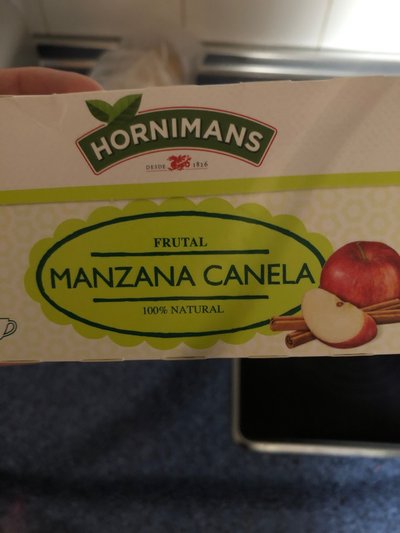 HORNIMANS
DESDE 1826
FRUTAL
MANZANA CANELA
100% NATURAL